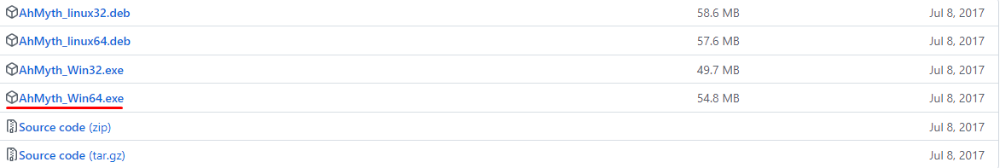 AhMyth_linux32.deb 58.6 MB Jul 8, 2017
AhMyth_linux64.deb 57.6 MB Jul 8, 2017
AhMyth_Win32.exe 49.7 MB Jul 8, 2017
AhMyth_Win64.exe 54.8 MB Jul 8, 2017
Source code (zip) Jul 8, 2017
Source code (tar.gz) Jul 8, 2017